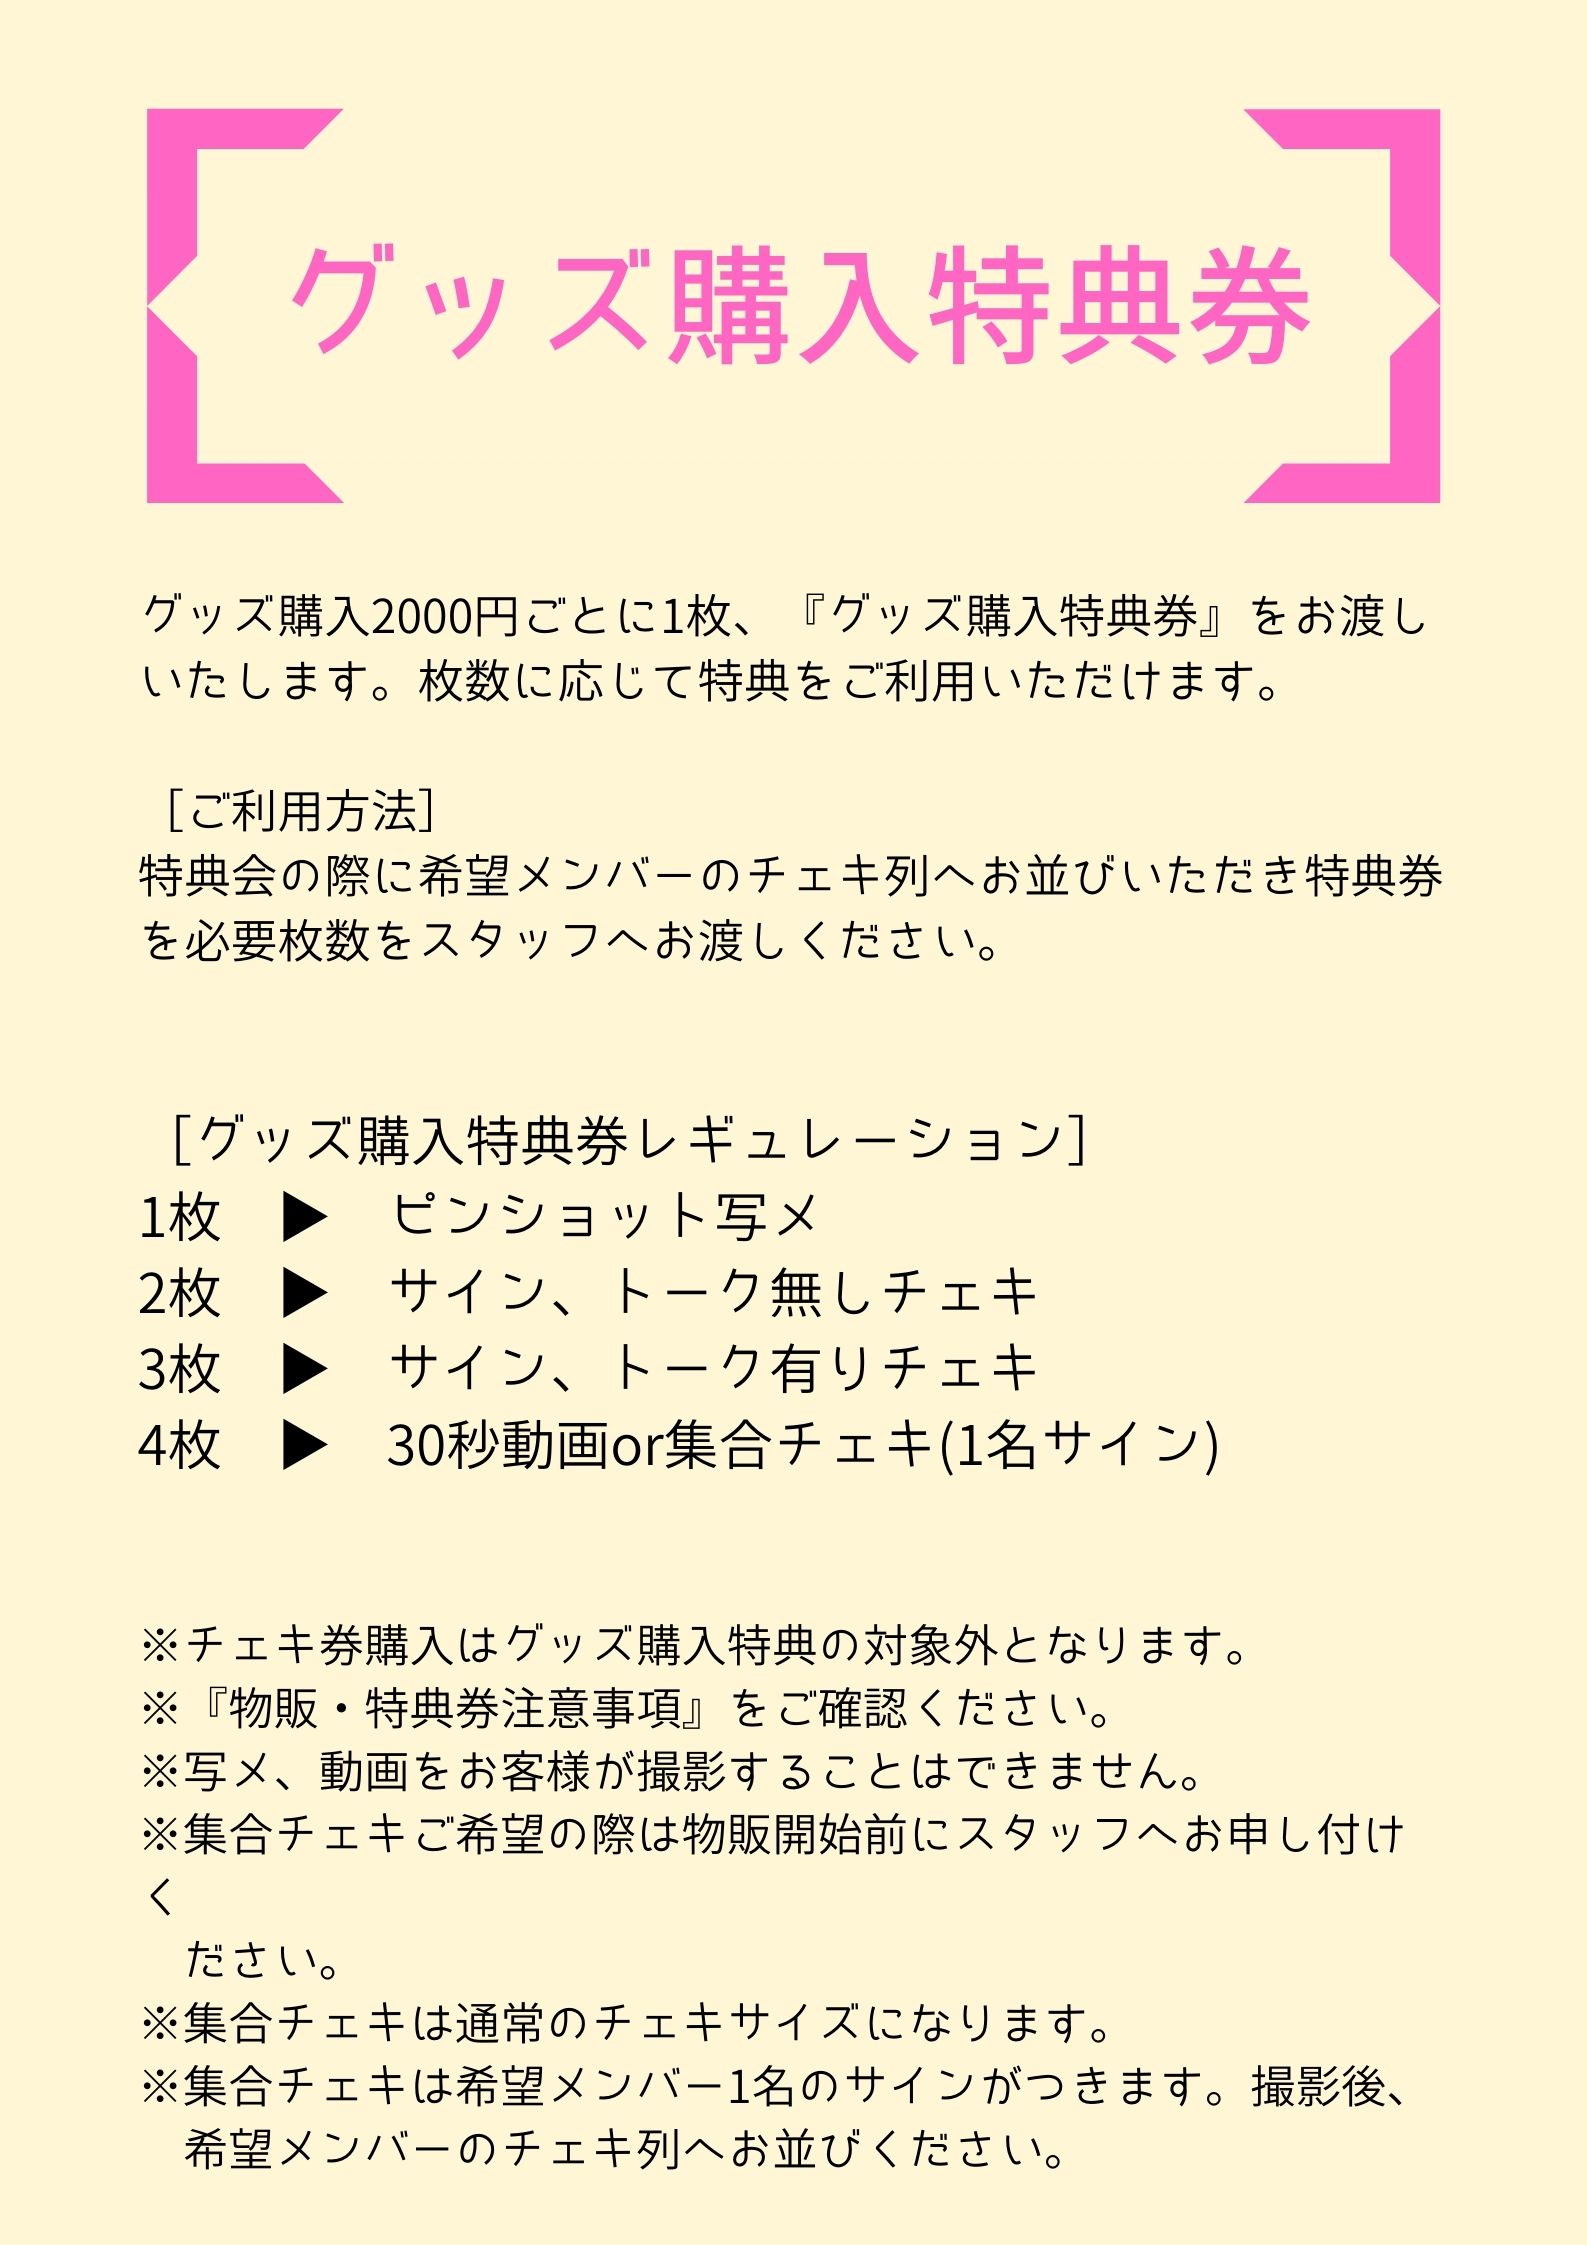 グッズ購入特典券
グッズ購入2000円ごとに1枚、『グッズ購入特典券』をお渡し
いたします。枚数に応じて特典をご利用いただけます。
［ご利用方法］
特典会の際に希望メンバーのチェキ列へお並びいただき特典券
を必要枚数をスタッフへお渡しください。
［グッズ購入特典券レギュレーション］
1枚　▶　ピンショット写メ
2枚　▶　サイン、トーク無しチェキ
3枚　▶　サイン、トーク有りチェキ
4枚　▶　30秒動画or集合チェキ(1名サイン)
※チェキ券購入はグッズ購入特典の対象外となります。
※『物販・特典券注意事項』をご確認ください。
※写メ、動画をお客様が撮影することはできません。
※集合チェキご希望の際は物販開始前にスタッフへお申し付け
く
　ださい。
※集合チェキは通常のチェキサイズになります。
※集合チェキは希望メンバー1名のサインがつきます。撮影後、
　希望メンバーのチェキ列へお並びください。